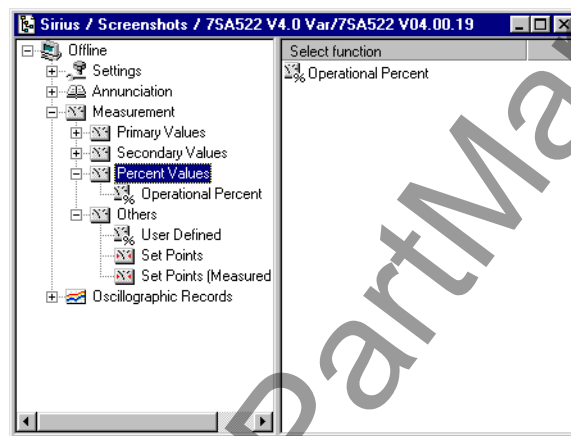 Sirius / Screenshots / 7SA522 V4.0 Var/7SA522 V04.00.19
Offline
Settings
Annunciation
Measurement
Primary Values
Secondary Values
Percent Values
Operational Percent
Others
User Defined
Set Points
Set Points (Measured
Oscillographic Records
Select function
Operational Percent
PartMa